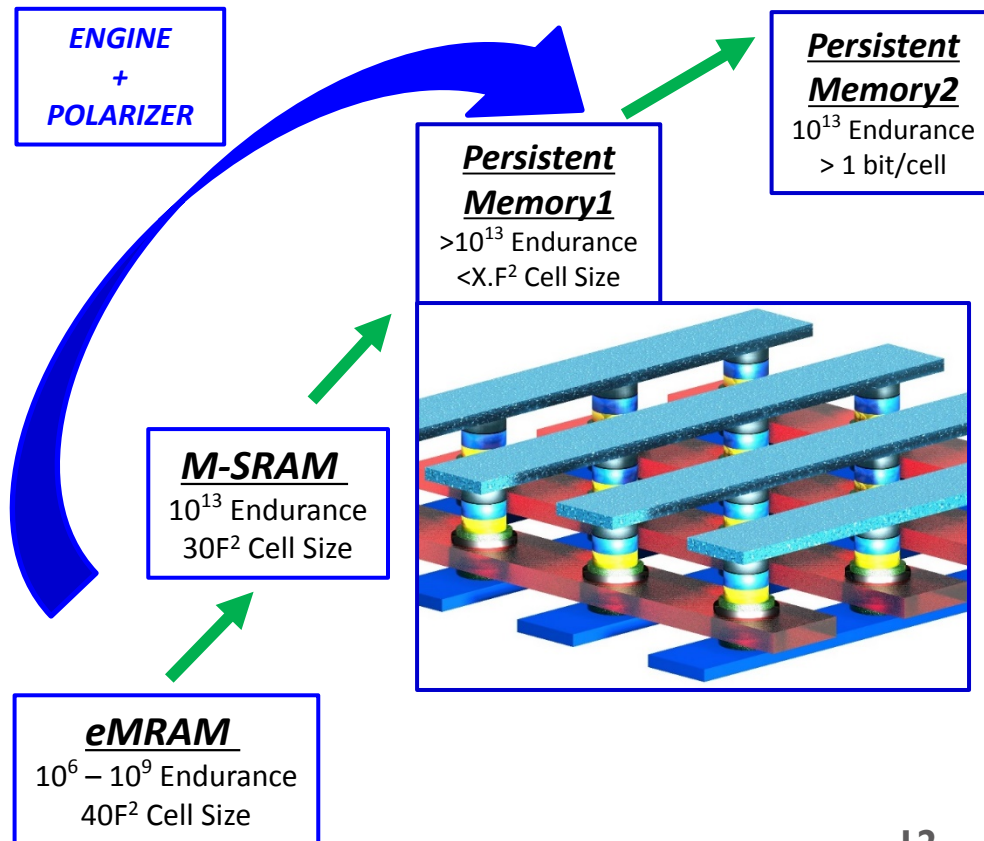 ENGINE
+
POLARIZER
Persistent
Memory2
10¹³ Endurance
> 1 bit/cell
Persistent
Memory1
>10¹³ Endurance
<X.F² Cell Size
M-SRAM
10¹³ Endurance
30F² Cell Size
eMRAM
10⁶ – 10⁹ Endurance
40F² Cell Size